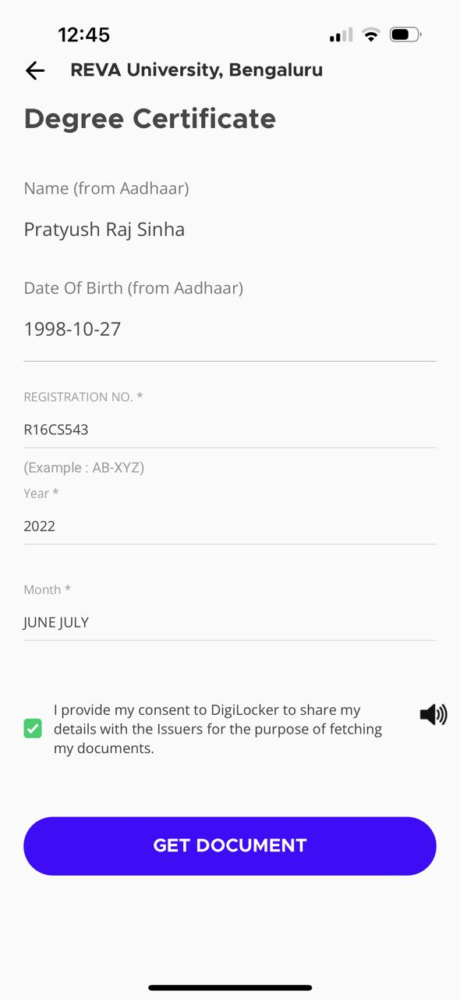 12:45
REVA University, Bengaluru
Degree Certificate
Name (from Aadhaar)
Pratyush Raj Sinha
Date Of Birth (from Aadhaar)
1998-10-27
REGISTRATION NO. *
R16CS543
(Example : AB-XYZ)
Year *
2022
Month *
JUNE JULY
I provide my consent to DigiLocker to share my
details with the Issuers for the purpose of fetching
my documents.
GET DOCUMENT